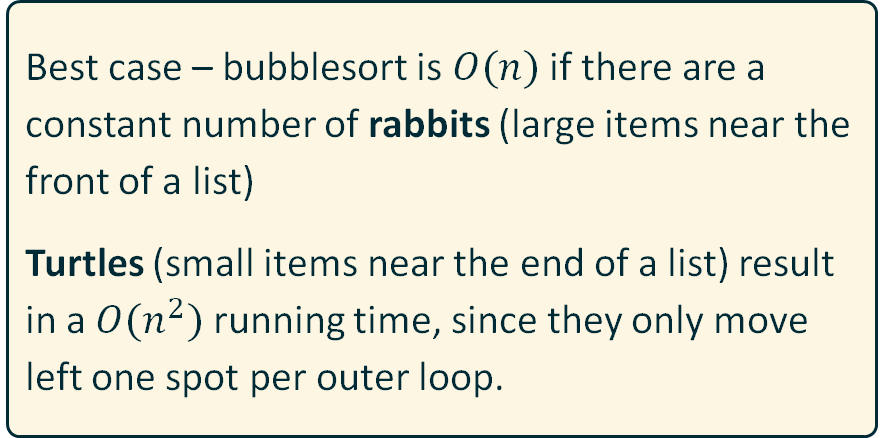 Best case – bubblesort is O(n) if there are a
constant number of rabbits (large items near the
front of a list)
Turtles (small items near the end of a list) result
in a O(n²) running time, since they only move
left one spot per outer loop.